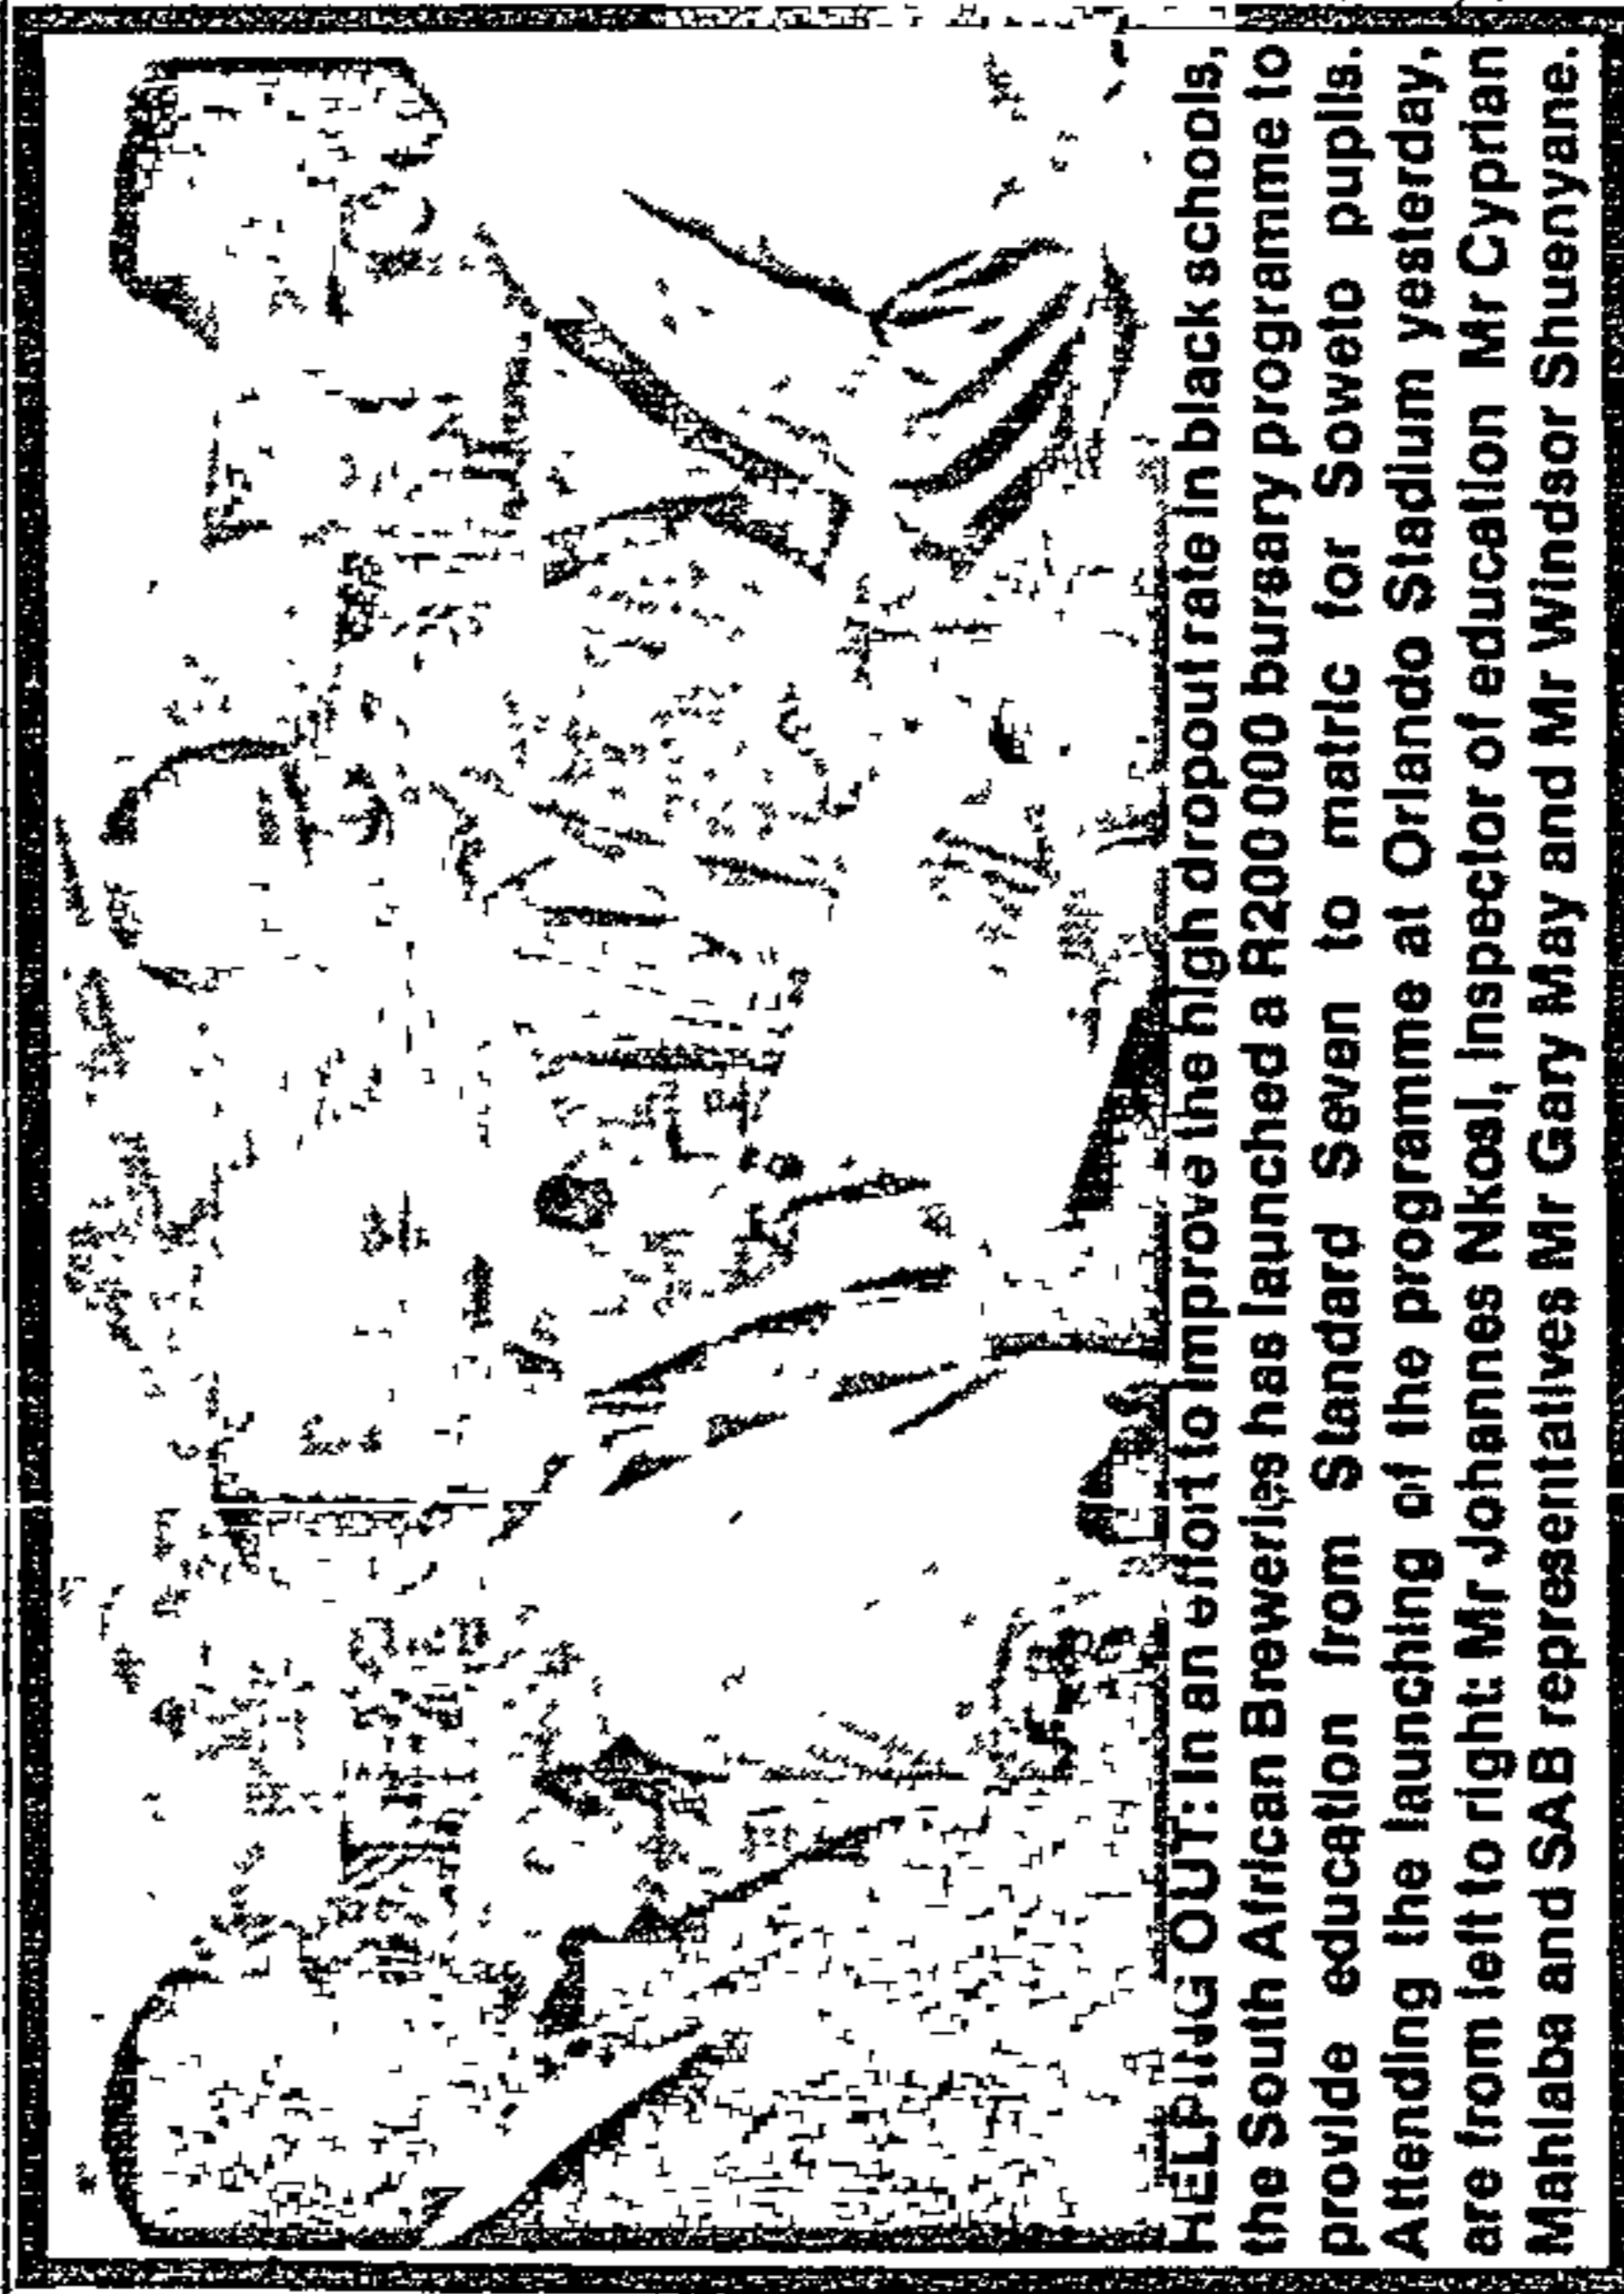 HELPING OUT: In an effort to improve the high dropout rate in black schools,
the South African Breweries has launched a R200 000 bursary programme to
provide education from Standard Seven to matric for Soweto pupils.
Attending the launching of the programme at Orlando Stadium yesterday,
are from left to right: Mr Johannes Nkosi, inspector of education Mr Cyprian
Mahlaba and SAB representatives Mr Gary May and Mr Windsor Shuenyane.